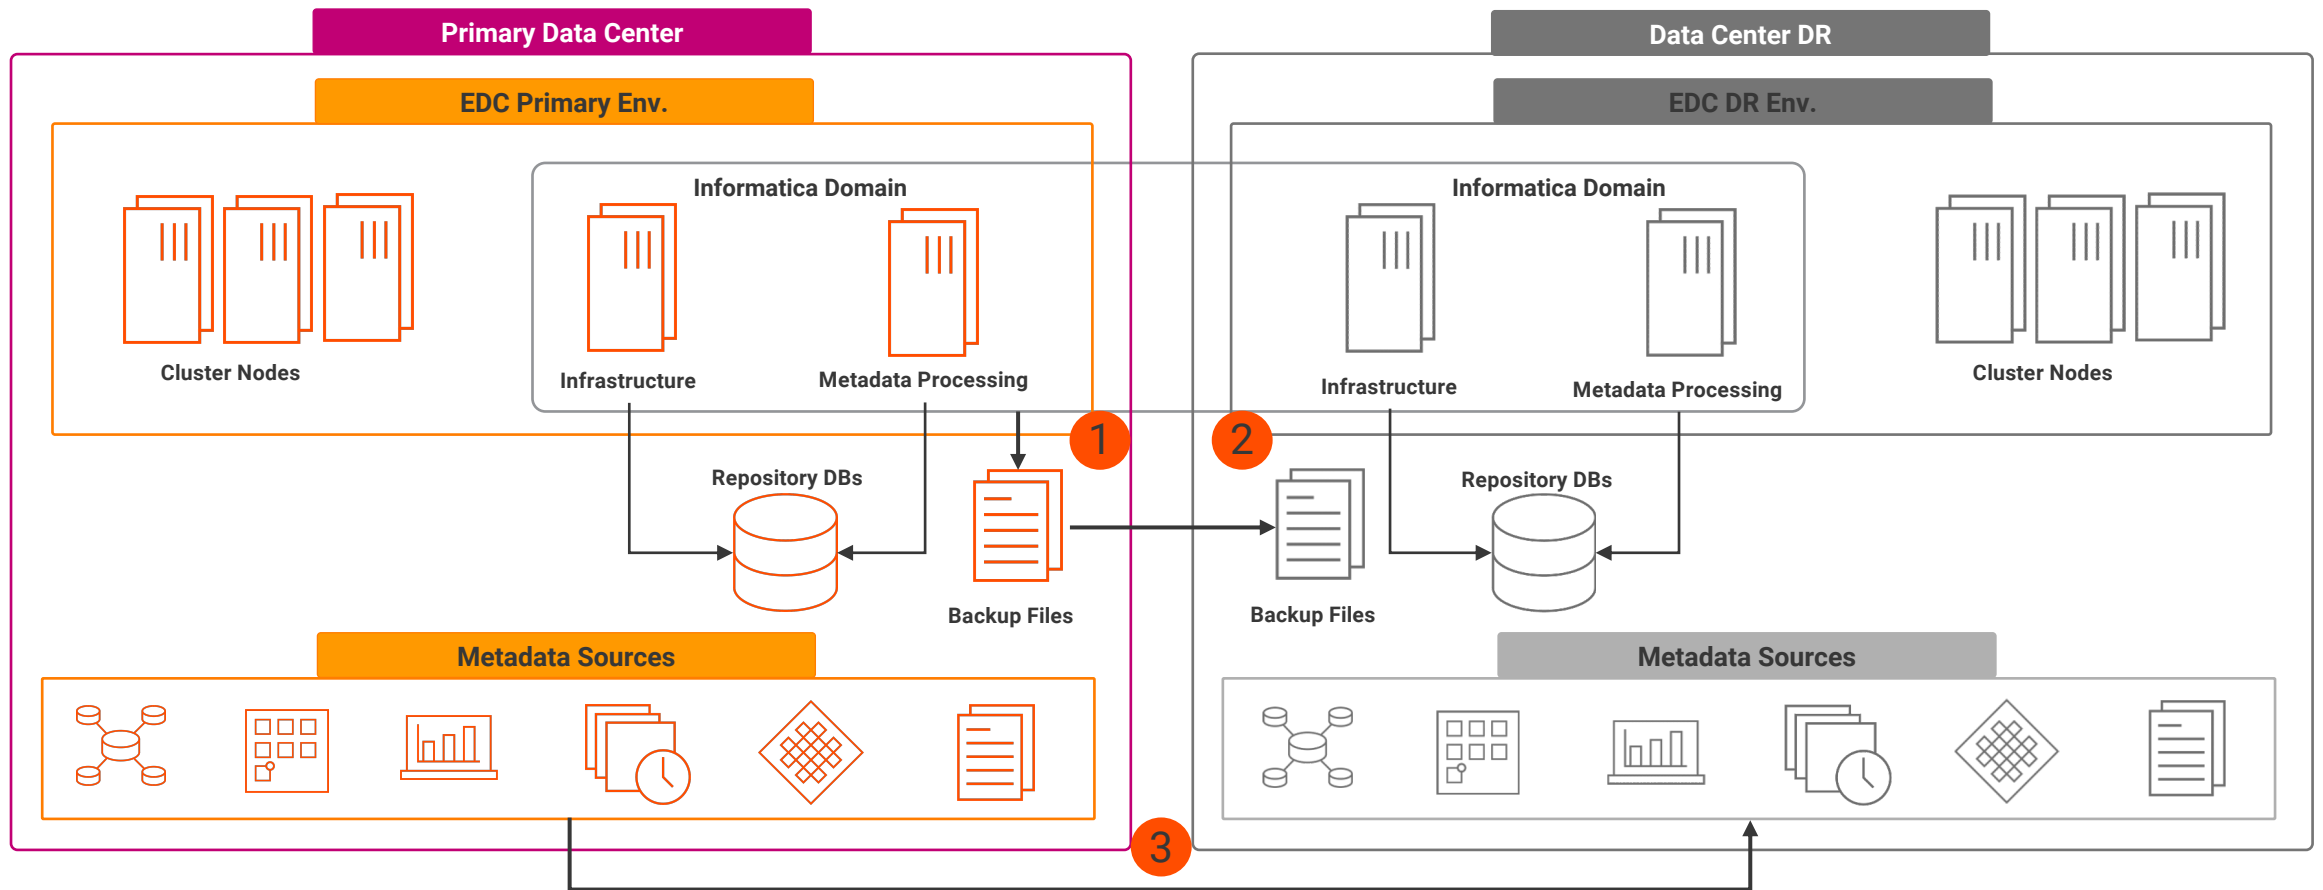 Primary Data Center
Data Center DR
EDC Primary Env.
EDC DR Env.
Informatica Domain
Informatica Domain
Cluster Nodes
Infrastructure
Metadata Processing
Infrastructure
Metadata Processing
Cluster Nodes
1
2
Repository DBs
Repository DBs
Backup Files
Backup Files
Metadata Sources
Metadata Sources
3